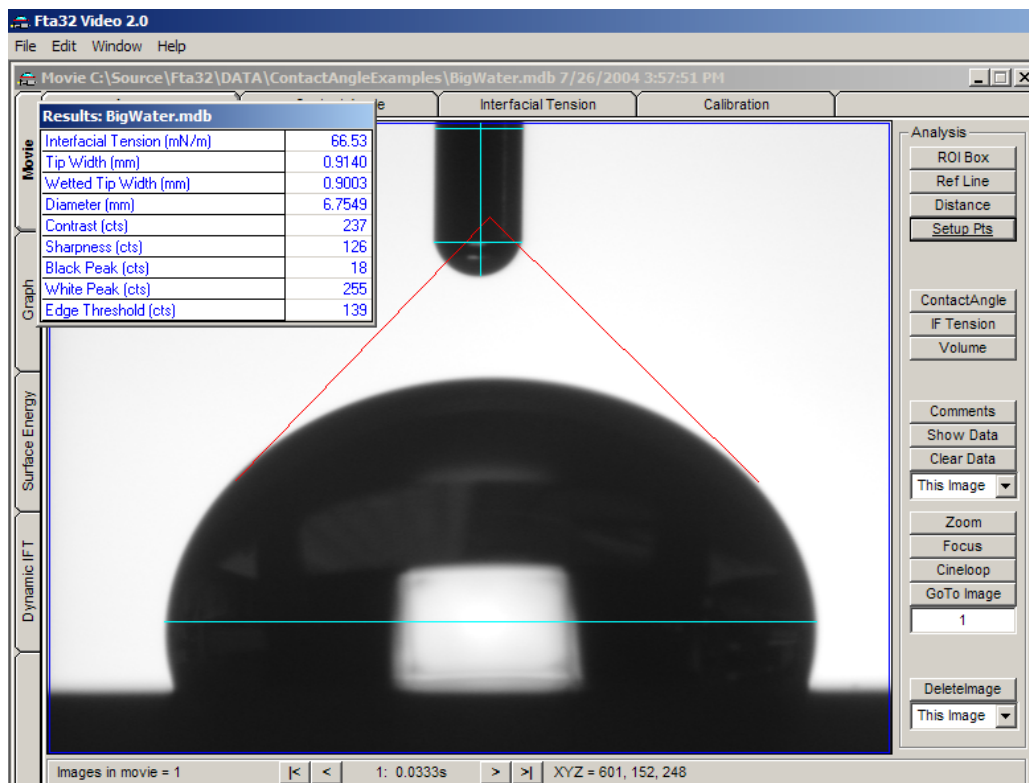 Fta32 Video 2.0
File Edit Window Help
Movie C:\Source\Fta32\DATA\ContactAngleExamples\BigWater.mdb 7/26/2004 3:57:51 PM
Interfacial Tension Calibration
Results: BigWater.mdb
Interfacial Tension (mN/m) 66.53
Tip Width (mm) 0.9140
Wetted Tip Width (mm) 0.9003
Diameter (mm) 6.7549
Contrast (cts) 237
Sharpness (cts) 126
Black Peak (cts) 18
White Peak (cts) 255
Edge Threshold (cts) 139
Movie
Graph
Surface Energy
Dynamic IFT
Analysis
ROI Box
Ref Line
Distance
Setup Pts
ContactAngle
IF Tension
Volume
Comments
Show Data
Clear Data
This Image
Zoom
Focus
Cineloop
GoTo Image
1
DeleteImage
This Image
Images in movie = 1 |< < 1: 0.0333s > >| XYZ = 601, 152, 248